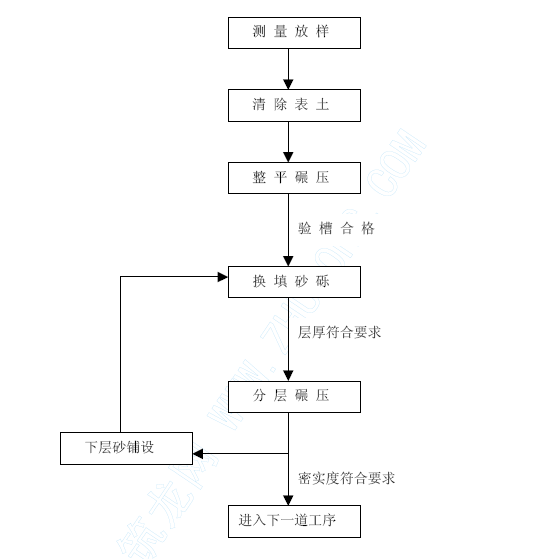 测量放样
清除表土
整平碾压
验槽合格
换填砂砾
层厚符合要求
分层碾压
下层砂铺设
密实度符合要求
进入下一道工序